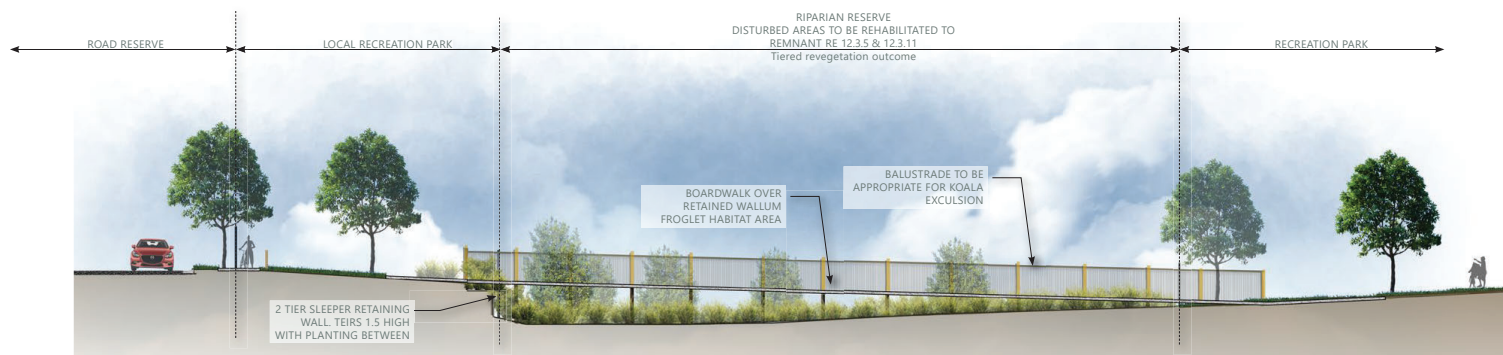 ROAD RESERVE
LOCAL RECREATION PARK
RIPARIAN RESERVE
DISTURBED AREAS TO BE REHABILITATED TO
REMNANT RE 12.3.5 & 12.3.11
Tiered revegetation outcome
RECREATION PARK
BOARDWALK OVER
RETAINED WALLUM
FROGLET HABITAT AREA
BALUSTRADE TO BE
APPROPRIATE FOR KOALA
EXCULSION
2 TIER SLEEPER RETAINING
WALL. TEIRS 1.5 HIGH
WITH PLANTING BETWEEN